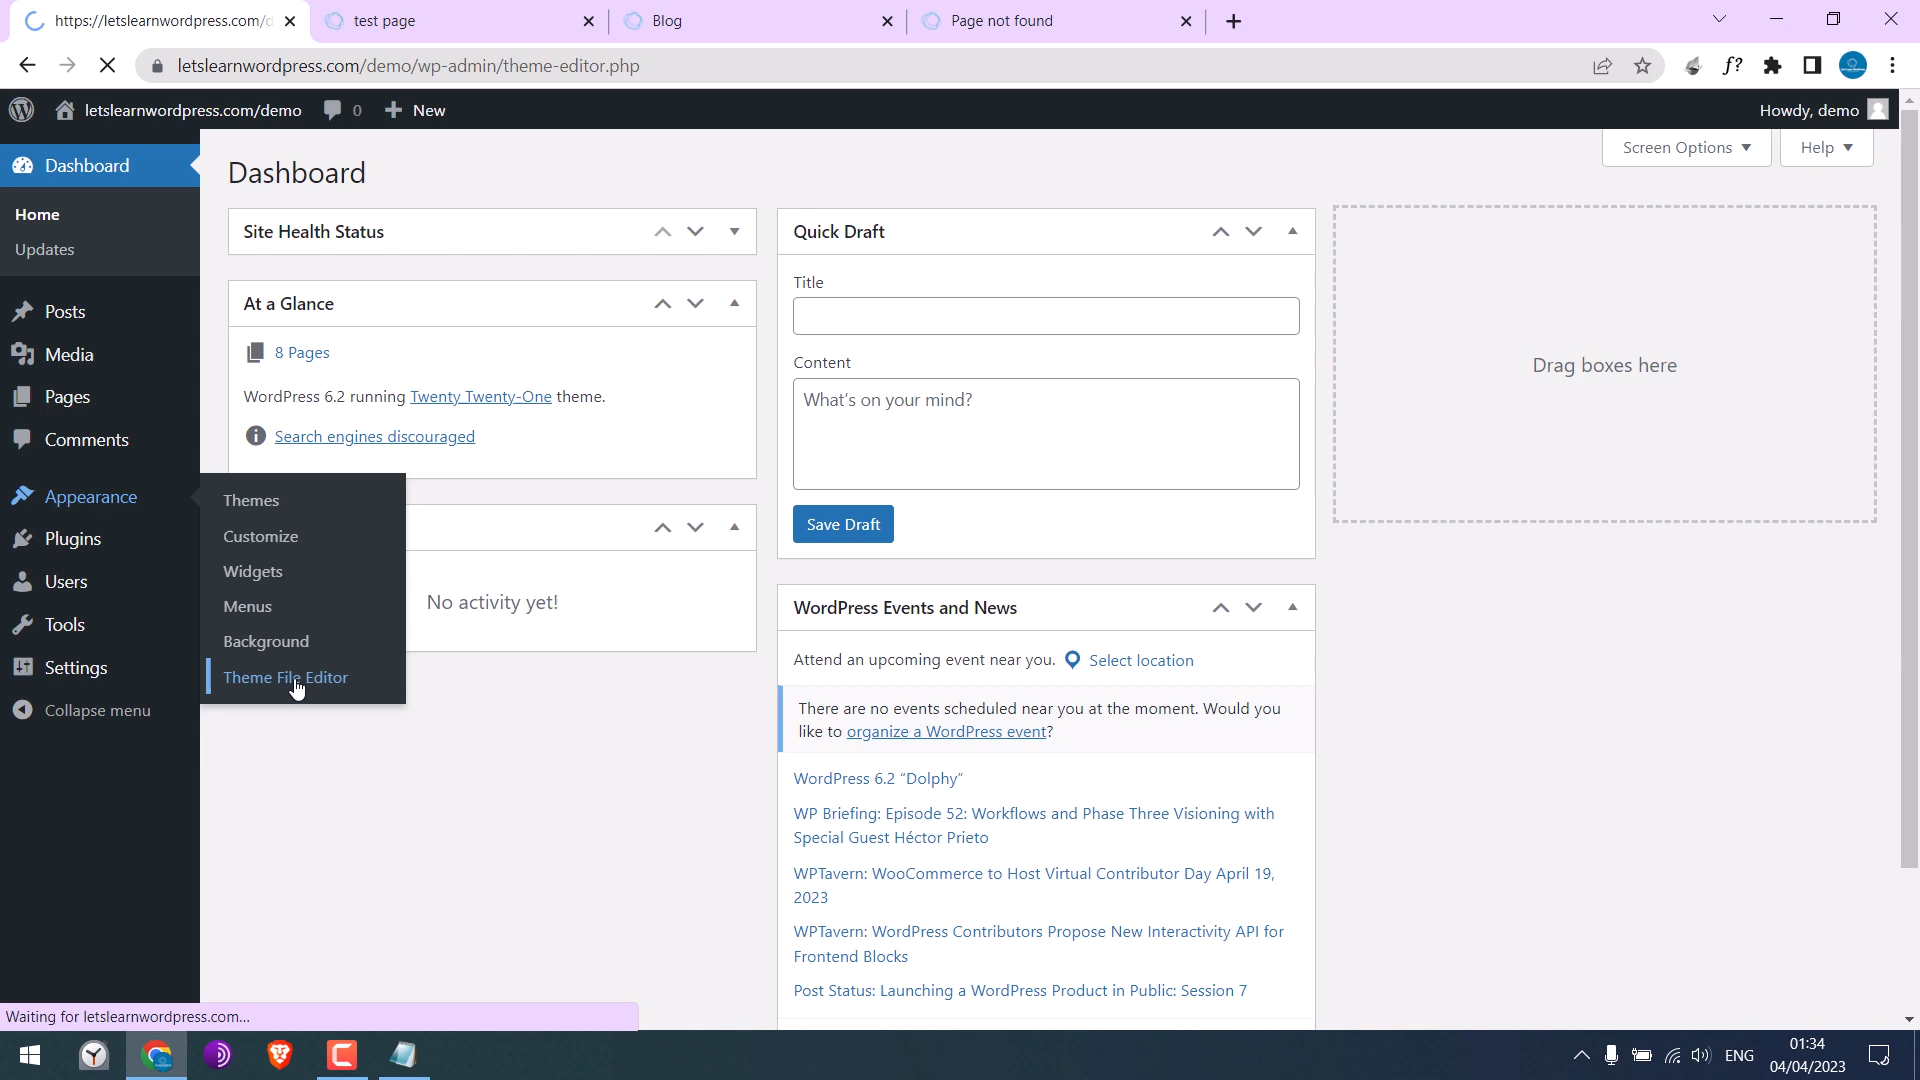 https://letslearnwordpress.com/d
test page
Blog
Page not found
letslearnwordpress.com/demo/wp-admin/theme-editor.php
f?
letslearnwordpress.com/demo
0
New
Howdy, demo
Dashboard
Home
Updates
Posts
Media
Pages
Comments
Appearance
Plugins
Users
Tools
Settings
Collapse menu
Themes
Customize
Widgets
Menus
Background
Theme File Editor
Dashboard
Screen Options
Help
Site Health Status
At a Glance
8 Pages
WordPress 6.2 running Twenty Twenty-One theme.
Search engines discouraged
No activity yet!
Quick Draft
Title
Content
What's on your mind?
Save Draft
WordPress Events and News
Attend an upcoming event near you.
Select location
There are no events scheduled near you at the moment. Would you
like to organize a WordPress event?
WordPress 6.2 “Dolphy”
WP Briefing: Episode 52: Workflows and Phase Three Visioning with
Special Guest Héctor Prieto
WPTavern: WooCommerce to Host Virtual Contributor Day April 19,
2023
WPTavern: WordPress Contributors Propose New Interactivity API for
Frontend Blocks
Post Status: Launching a WordPress Product in Public: Session 7
Drag boxes here
Waiting for letslearnwordpress.com...
ENG
01:34
04/04/2023